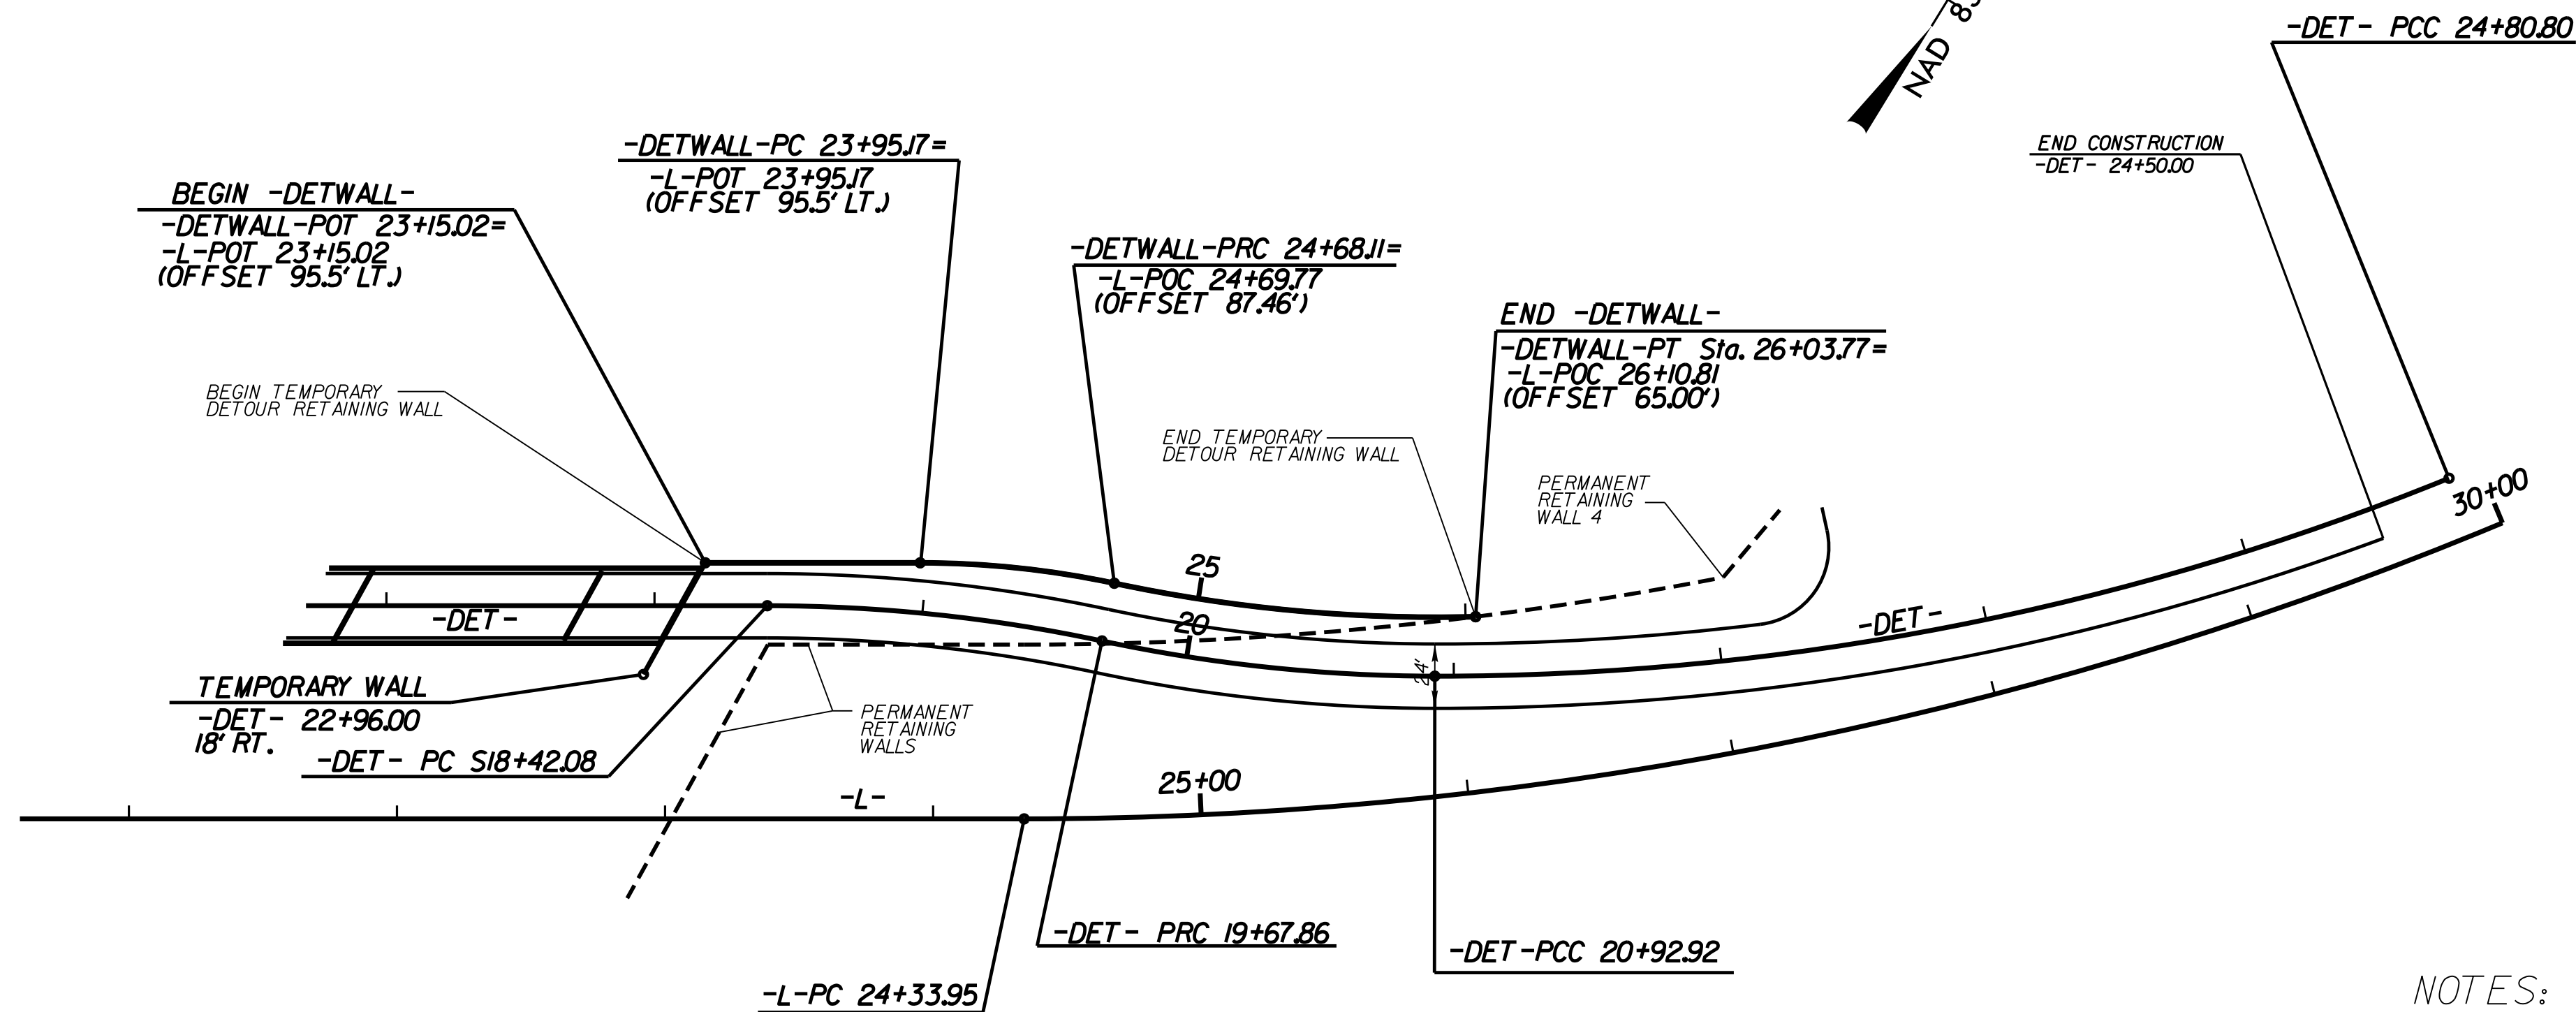 NAD 83
-DET- PCC 24+80.80
-DETWALL-PC 23+95.17=
-L-POT 23+95.17
(OFFSET 95.5' LT.)
END CONSTRUCTION
-DET- 24+50.00
BEGIN -DETWALL-
-DETWALL-POT 23+15.02=
-L-POT 23+15.02
(OFFSET 95.5' LT.)
-DETWALL-PRC 24+68.11=
-L-POC 24+69.77
(OFFSET 87.46')
END -DETWALL-
-DETWALL-PT Sta. 26+03.77=
-L-POC 26+10.81
(OFFSET 65.00')
BEGIN TEMPORARY
DETOUR RETAINING WALL
END TEMPORARY
DETOUR RETAINING WALL
PERMANENT
RETAINING
WALL 4
30+00
25
-DET-
20
-DET-
24'
TEMPORARY WALL
-DET- 22+96.00
18' RT.
PERMANENT
RETAINING
WALLS
-DET- PC S18+42.08
25+00
-L-
-DET- PRC 19+67.86
-DET-PCC 20+92.92
-L-PC 24+33.95
NOTES: